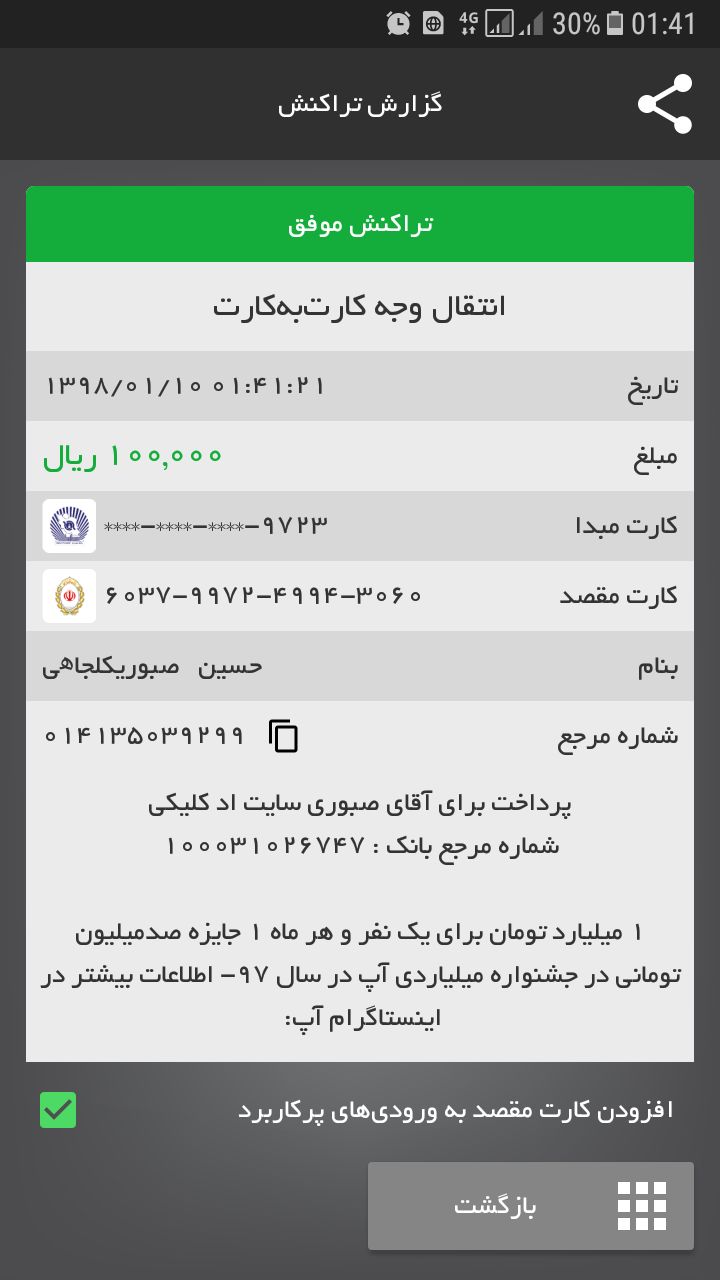 4G 30% 01:41
گزارش تراکنش
تراکنش موفق
انتقال وجه کارت‌به‌کارت
تاریخ ۱۳۹۸/۰۱/۱۰ ۰۱:۴۱:۲۱
مبلغ ۱۰۰,۰۰۰ ریال
کارت مبدا ****-****-****-۹۷۲۳
کارت مقصد ۶۰۳۷-۹۹۷۲-۴۹۹۴-۳۰۶۰
بنام حسین صبوریکلجاهی
شماره مرجع ۰۱۴۱۳۵۰۳۹۲۹۹
پرداخت برای آقای صبوری سایت اد کلیکی
شماره مرجع بانک : ۱۰۰۰۳۱۰۲۶۷۴۷
۱ میلیارد تومان برای یک نفر و هر ماه ۱ جایزه صدمیلیون
تومانی در جشنواره میلیاردی آپ در سال ۹۷- اطلاعات بیشتر در
اینستاگرام آپ:
افزودن کارت مقصد به ورودی‌های پرکاربرد
بازگشت